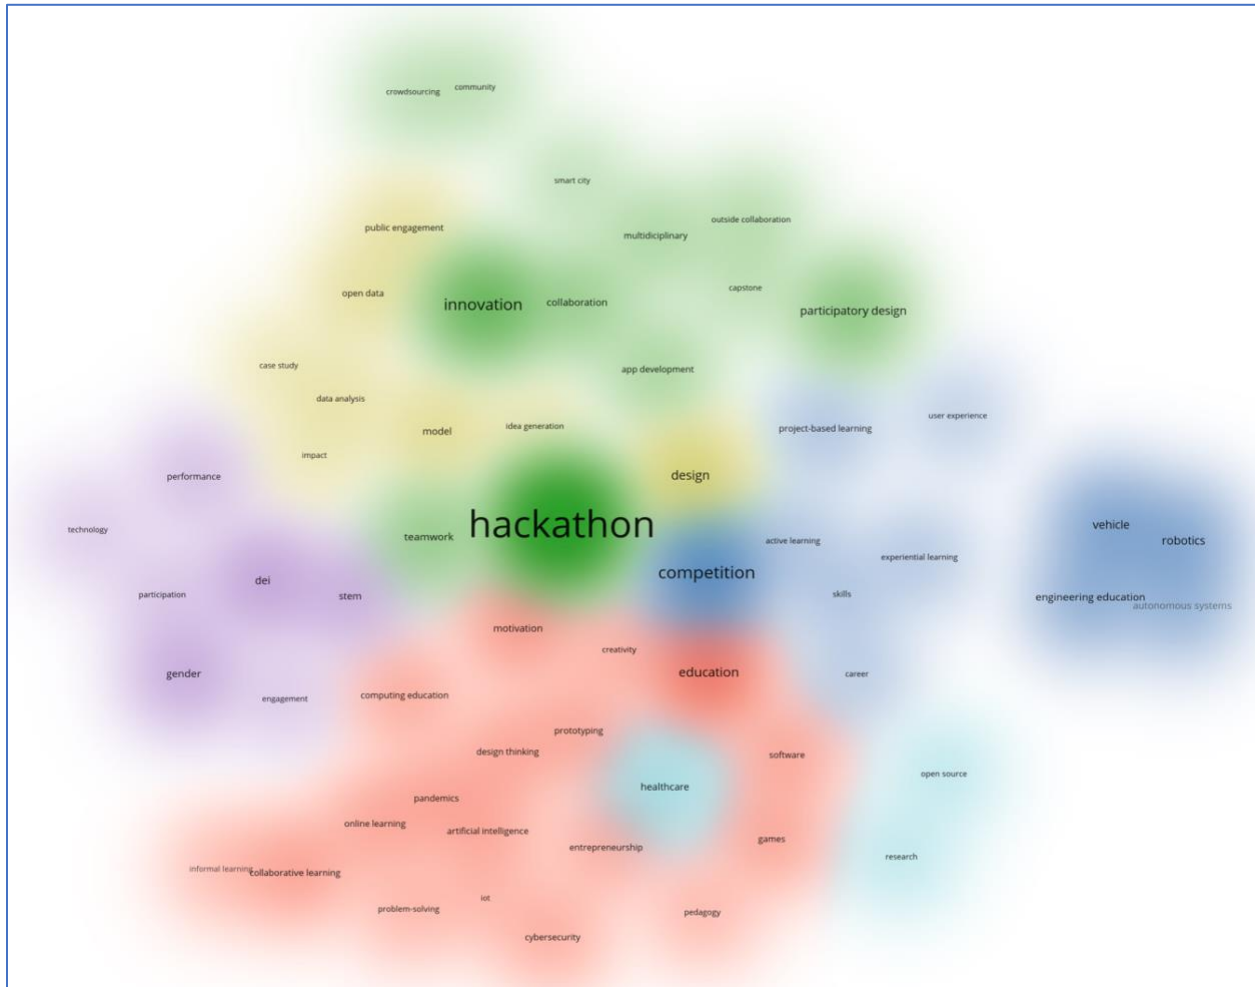 community
crowdsourcing
smart city
outside collaboration
public engagement
multidiciplinary
capstone
open data
innovation
collaboration
participatory design
case study
app development
data analysis
user experience
idea generation
project-based learning
model
impact
design
performance
hackathon
vehicle
technology
teamwork
active learning
robotics
experiential learning
competition
dei
participation
stem
skills
engineering education
autonomous systems
motivation
creativity
gender
education
career
computing education
engagement
prototyping
design thinking
software
open source
healthcare
pandemics
online learning
artificial intelligence
games
entrepreneurship
research
informal learning
collaborative learning
iot
problem-solving
pedagogy
cybersecurity